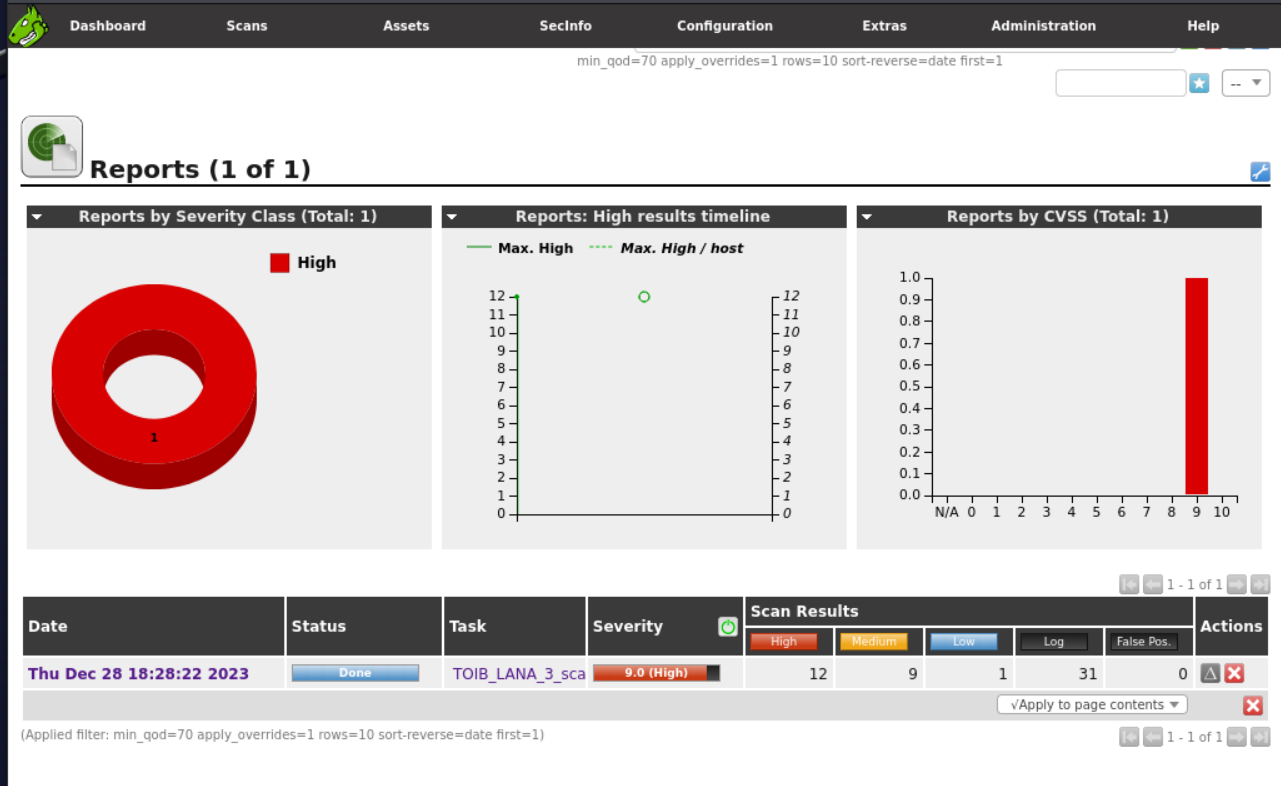 Dashboard Scans Assets SecInfo Configuration Extras Administration Help
min_qod=70 apply_overrides=1 rows=10 sort-reverse=date first=1
--
Reports (1 of 1)
Reports by Severity Class (Total: 1)
High
1
Reports: High results timeline
Max. High Max. High / host
12 12
11 11
10 10
9 9
8 8
7 7
6 6
5 5
4 4
3 3
2 2
1 1
0 0
Reports by CVSS (Total: 1)
1.0
0.9
0.8
0.7
0.6
0.5
0.4
0.3
0.2
0.1
0.0
N/A 0 1 2 3 4 5 6 7 8 9 10
1 - 1 of 1
Date Status Task Severity Scan Results Actions
High Medium Low Log False Pos.
Thu Dec 28 18:28:22 2023 Done TOIB_LANA_3_sca 9.0 (High) 12 9 1 31 0
√Apply to page contents
(Applied filter: min_qod=70 apply_overrides=1 rows=10 sort-reverse=date first=1)
1 - 1 of 1